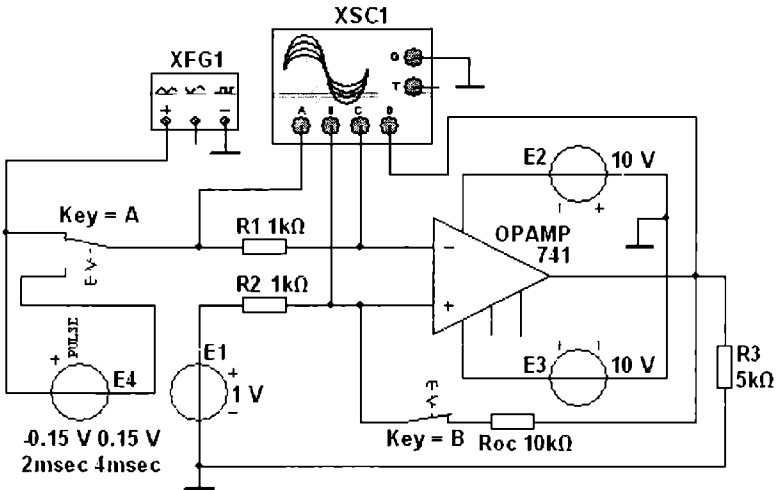 XSC1
XFG1
G
T
A B C D
+ −
E2 10 V
− +
Key = A
R1 1kΩ
OPAMP
741
−
E-V-
R2 1kΩ
+
+ PULSE
E4
E1
+
1 V
−
E3 10 V
R3
5kΩ
E-V-
-0.15 V 0.15 V
2msec 4msec
Key = B Roc 10kΩ